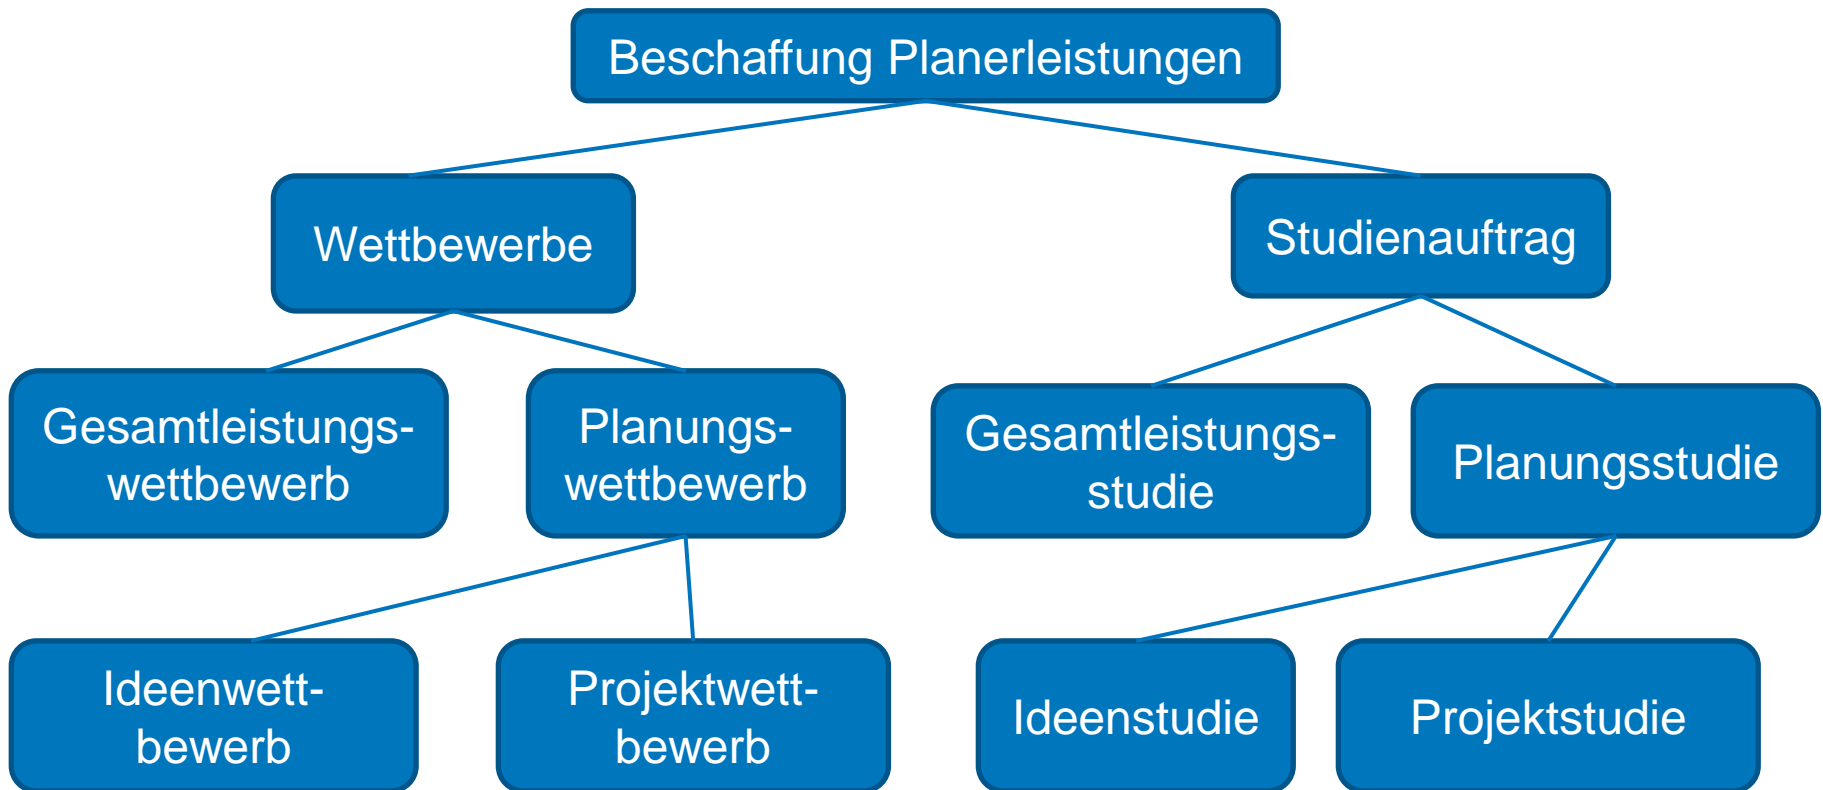 Beschaffung Planerleistungen
Wettbewerbe
Studienauftrag
Gesamtleistungs-
wettbewerb
Planungs-
wettbewerb
Gesamtleistungs-
studie
Planungsstudie
Ideenwett-
bewerb
Projektwett-
bewerb
Ideenstudie
Projektstudie